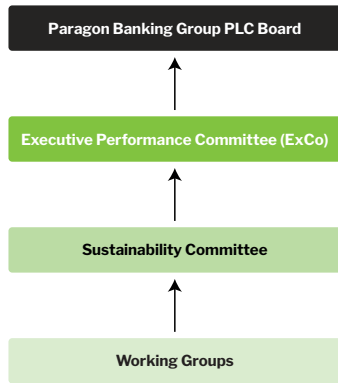 Paragon Banking Group PLC Board
Executive Performance Committee (ExCo)
Sustainability Committee
Working Groups